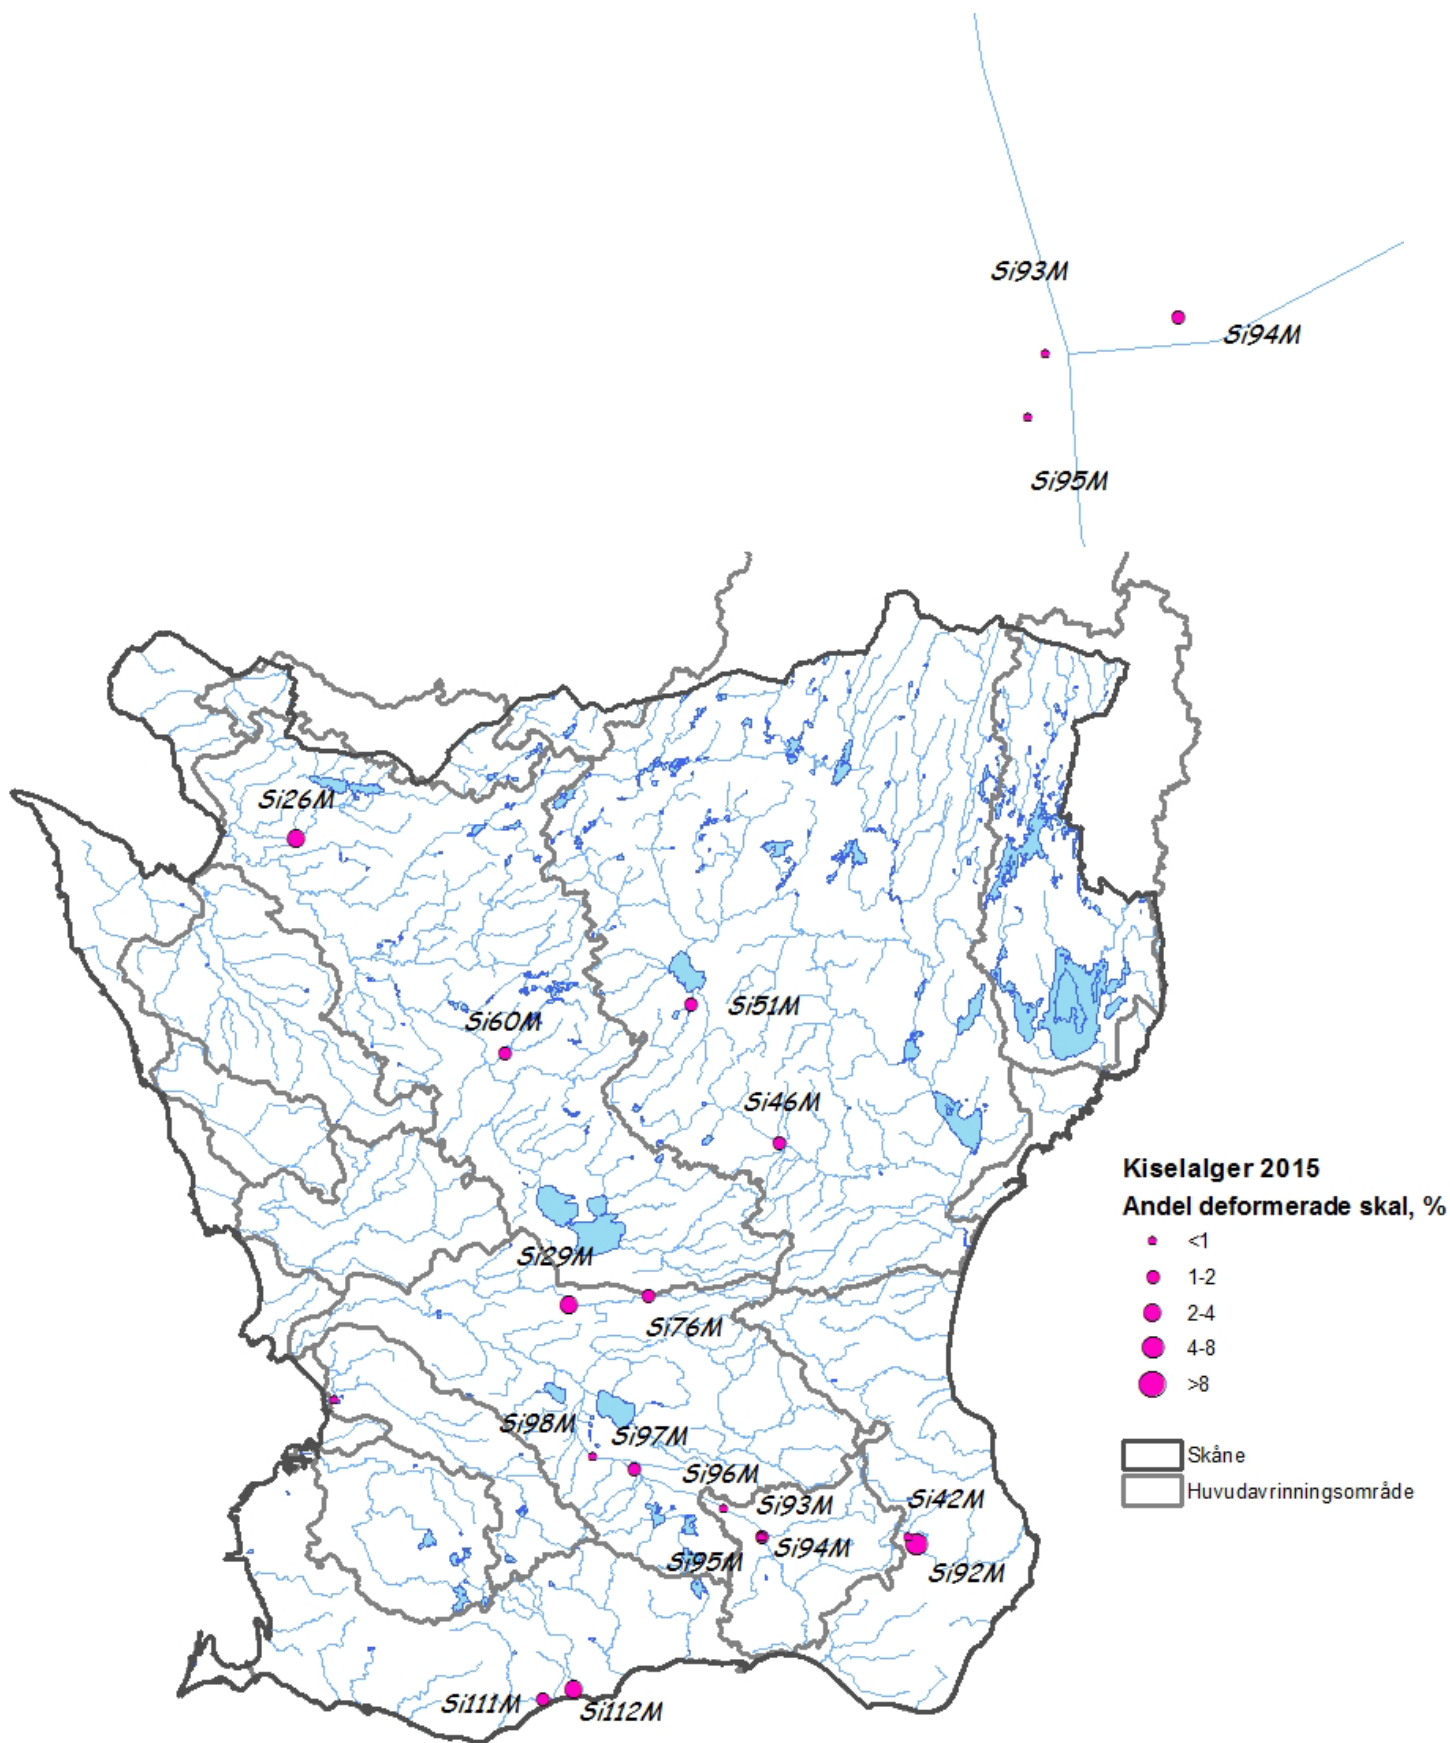 Si93M
Si94M
Si95M
Si26M
Si51M
Si60M
Si46M
Si29M
Si76M
Si98M
Si97M
Si96M
Si93M
Si42M
Si94M
Si95M
Si92M
Si111M
Si112M
Kiselalger 2015
Andel deformerade skal, %
<1
1-2
2-4
4-8
>8
Skåne
Huvudavrinningsområde